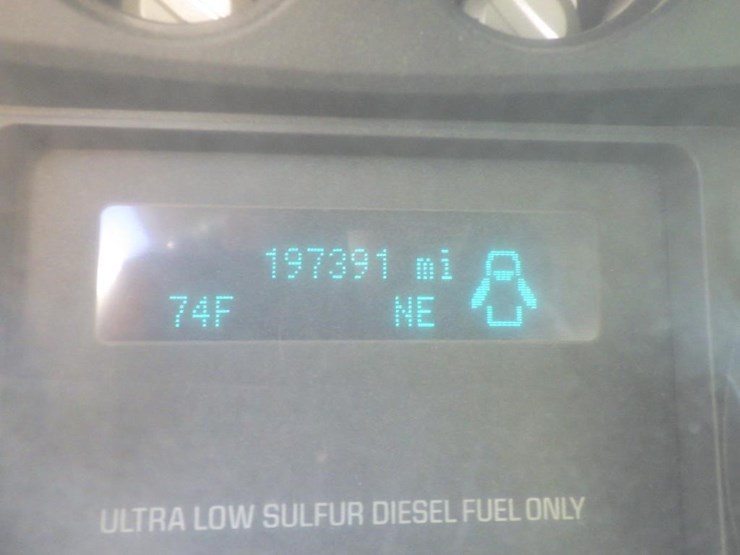 197391 mi
74F NE
ULTRA LOW SULFUR DIESEL FUEL ONLY